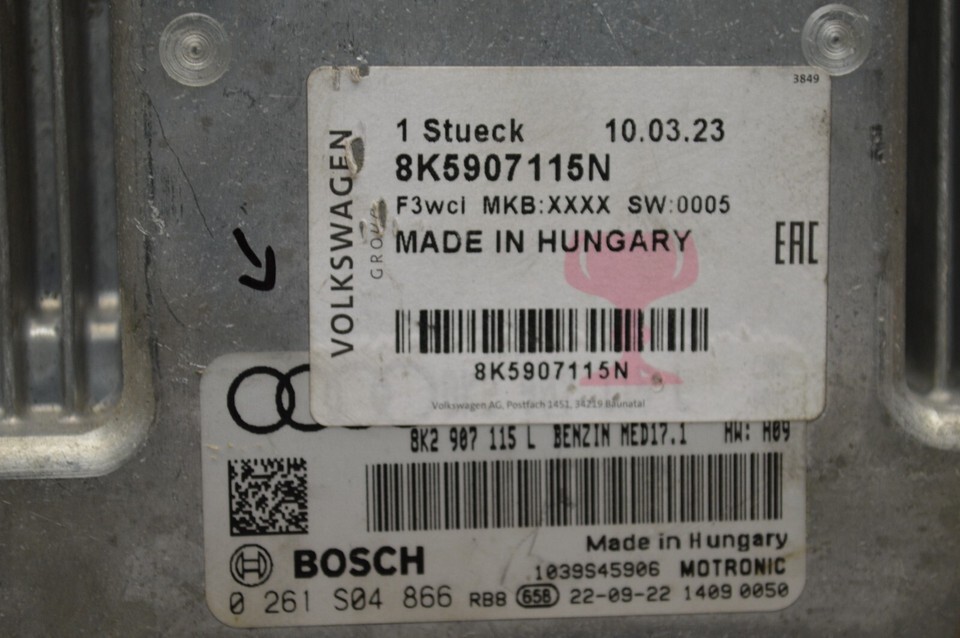 3849
1 Stueck 10.03.23
8K5907115N
F3wci MKB:XXXX SW:0005
MADE IN HUNGARY
EAC
VOLKSWAGEN
GROUP
8K5907115N
Volkswagen AG, Postfach 1451, 34219 Baunatal
8K2 907 115 L BENZIN MED17.1 HW: H09
Made in Hungary
BOSCH
1039S45906 MOTRONIC
0 261 S04 866 RB8 658 22-09-22 1409 0050